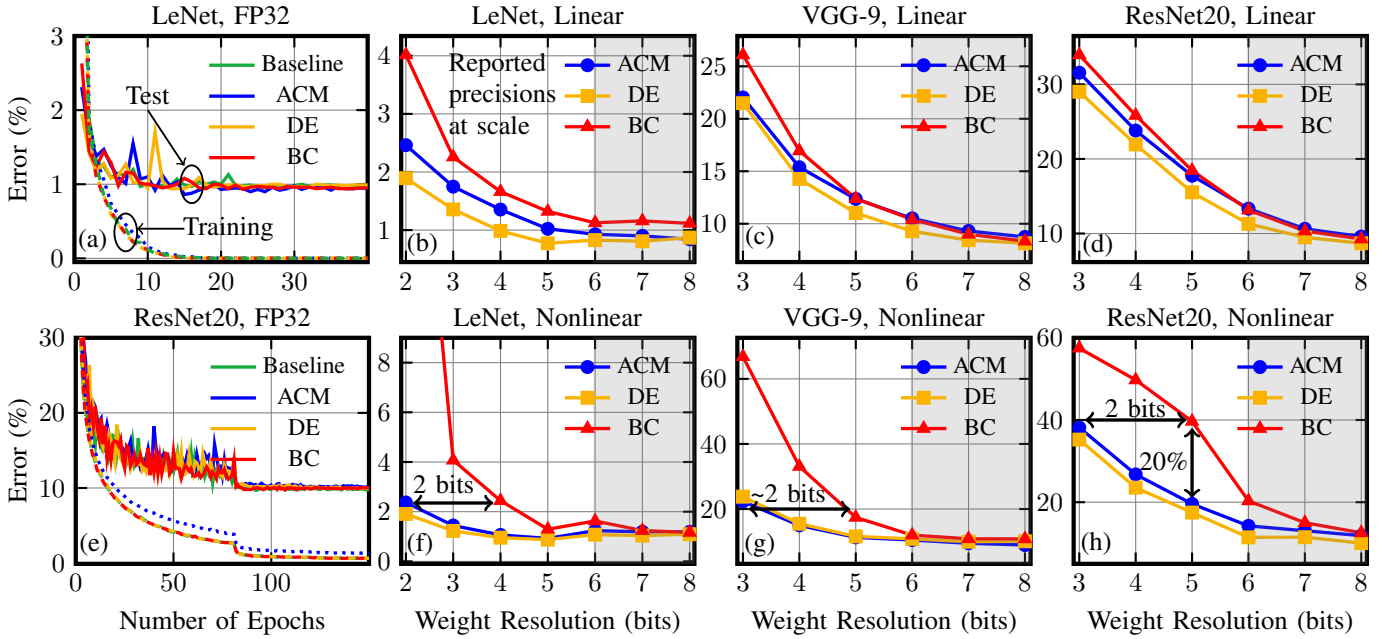 LeNet, FP32
LeNet, Linear
VGG-9, Linear
ResNet20, Linear
Error (%)
3
2
1
0
Baseline
ACM
DE
BC
Test
Training
(a)
10
20
30
4
3
2
1
Reported
precisions
at scale
ACM
DE
BC
(b)
2
3
4
5
6
7
8
25
20
15
10
ACM
DE
BC
(c)
3
4
5
6
7
8
30
20
10
ACM
DE
BC
(d)
3
4
5
6
7
8
ResNet20, FP32
LeNet, Nonlinear
VGG-9, Nonlinear
ResNet20, Nonlinear
Error (%)
30
20
10
0
Baseline
ACM
DE
BC
(e)
10
50
100
Number of Epochs
8
6
4
2
0
ACM
DE
BC
2 bits
(f)
2
3
4
5
6
7
8
Weight Resolution (bits)
60
40
20
ACM
DE
BC
~2 bits
(g)
3
4
5
6
7
8
Weight Resolution (bits)
60
40
20
ACM
DE
BC
2 bits
20%
(h)
3
4
5
6
7
8
Weight Resolution (bits)